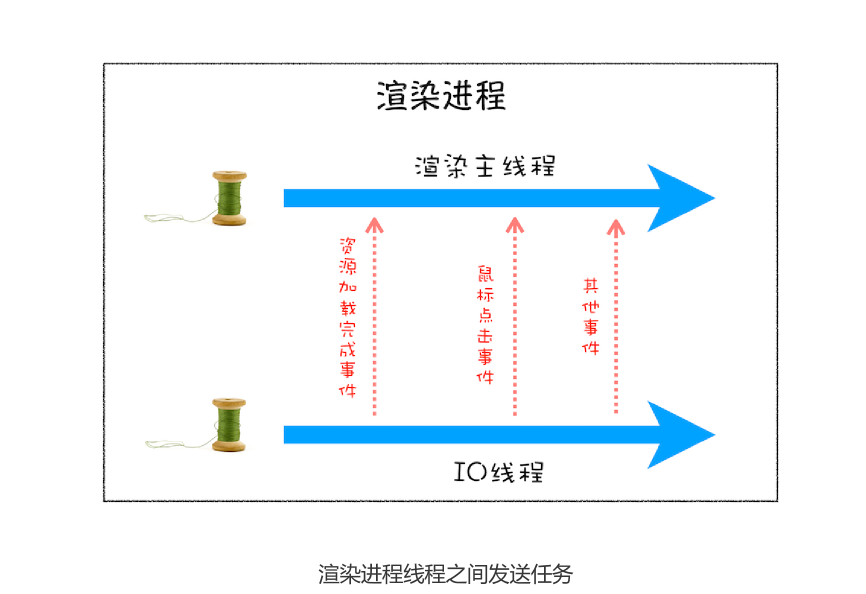 渲染进程
渲染主线程
资源加载完成事件
鼠标点击事件
其他事件
IO线程
渲染进程线程之间发送任务